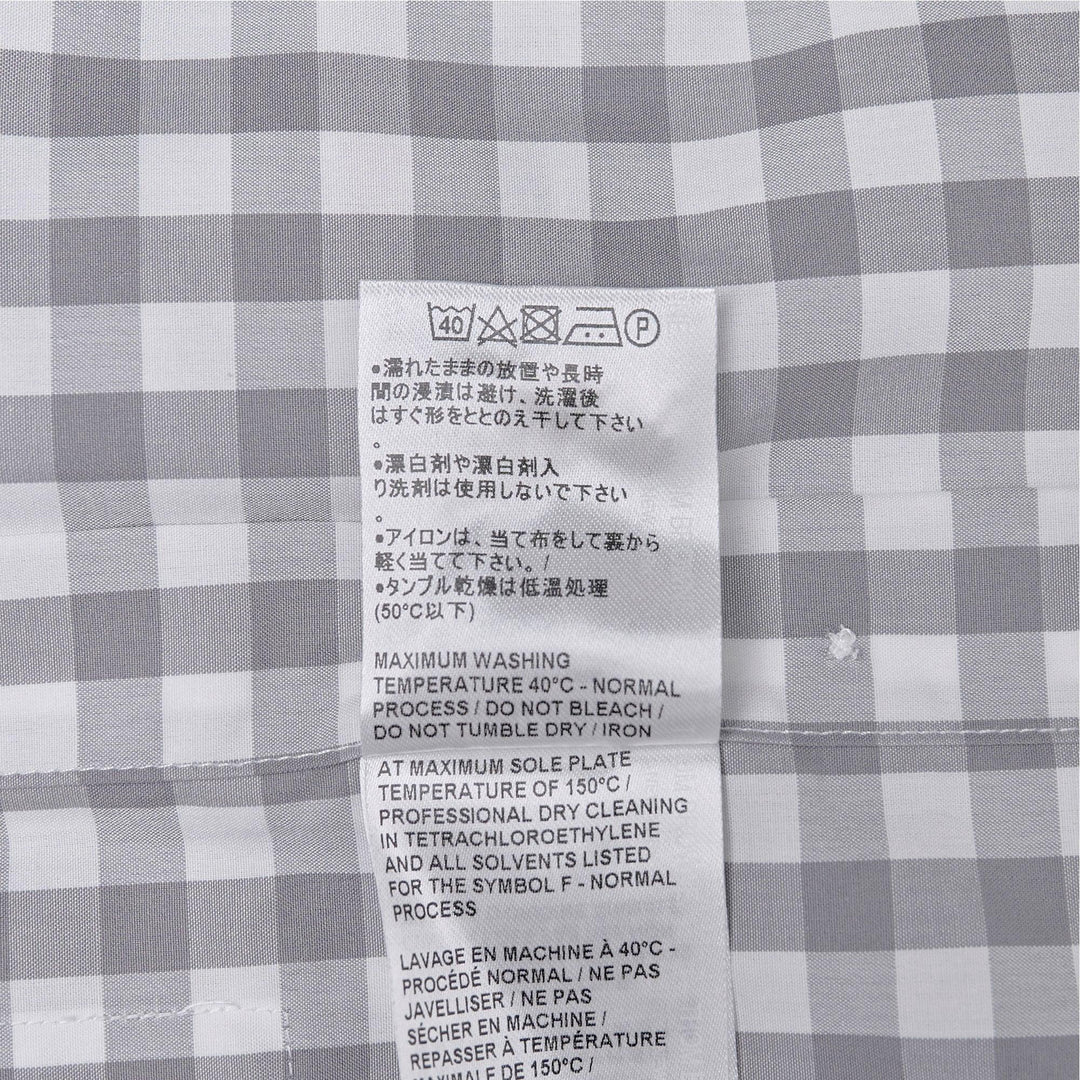 40 P
●濡れたままの放置や長時
間の浸漬は避け、洗濯後
はすぐ形をととのえ干して下さい
。
●漂白剤や漂白剤入
り洗剤は使用しないで下さい
。
●アイロンは、当て布をして裏から
軽く当てて下さい。/
●タンブル乾燥は低温処理
(50°C以下)
MAXIMUM WASHING
TEMPERATURE 40°C - NORMAL
PROCESS / DO NOT BLEACH /
DO NOT TUMBLE DRY / IRON
AT MAXIMUM SOLE PLATE
TEMPERATURE OF 150°C /
PROFESSIONAL DRY CLEANING
IN TETRACHLOROETHYLENE
AND ALL SOLVENTS LISTED
FOR THE SYMBOL F - NORMAL
PROCESS
LAVAGE EN MACHINE À 40°C -
PROCÉDÉ NORMAL / NE PAS
JAVELLISER / NE PAS
SÉCHER EN MACHINE /
REPASSER À TEMPÉRATURE
MAXIMALE DE 150°C /